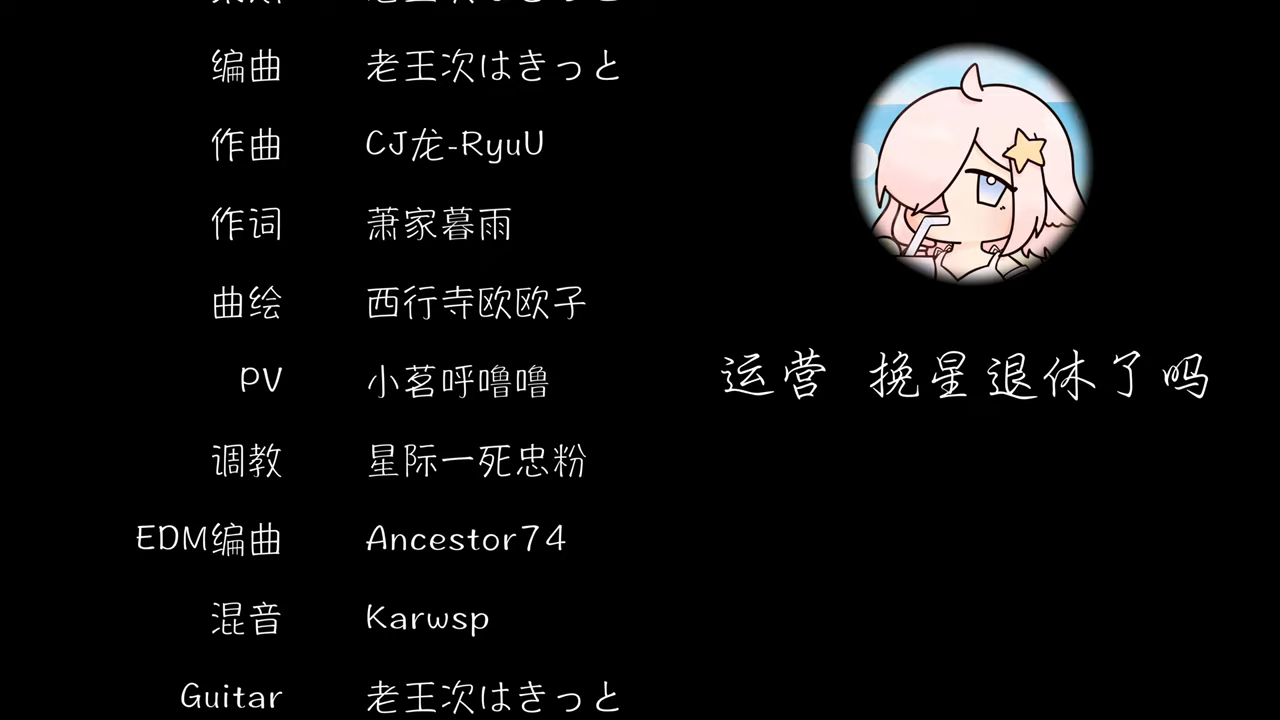 编曲 老王次はきっと
作曲 CJ龙-RyuU
作词 萧家暮雨
曲绘 西行寺欧欧子
PV 小茗呼噜噜
运营 挽星退休了吗
调教 星际一死忠粉
EDM编曲 Ancestor74
混音 Karwsp
Guitar 老王次はきっと